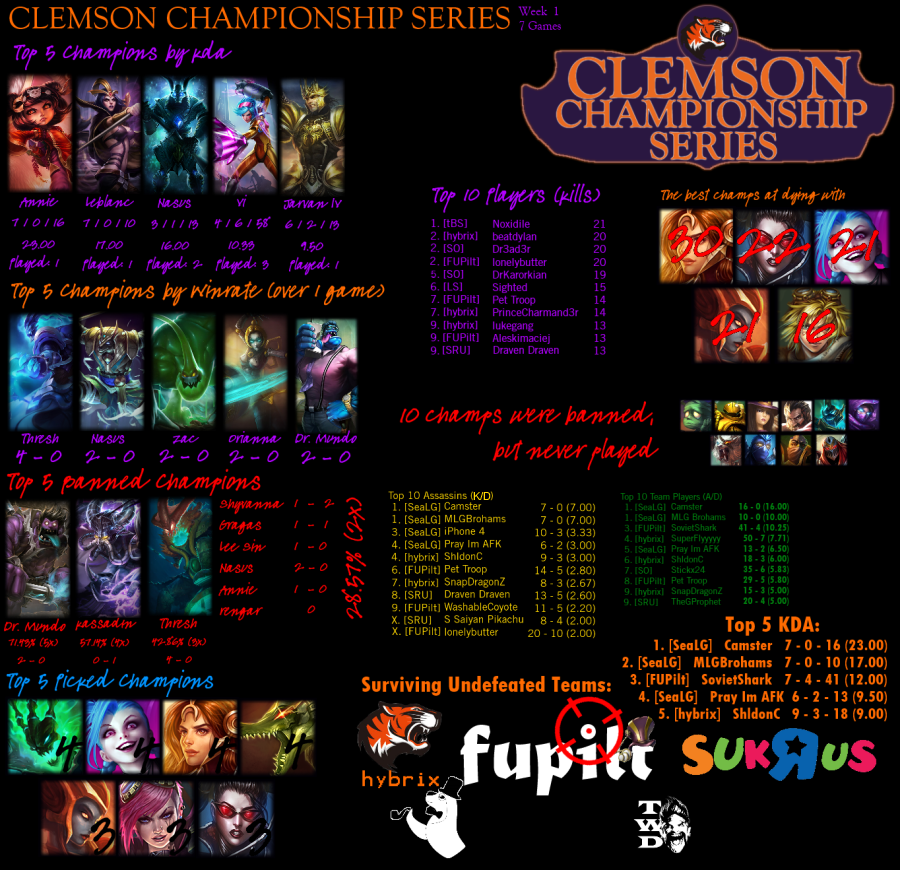 CLEMSON CHAMPIONSHIP SERIES
Week 1
7 Games
CLEMSON
CHAMPIONSHIP
SERIES
Top 5 Champions by kda
Annie Leblanc Nasus Vi Jarvan Iv
7 / 0 / 16 7 / 0 / 10 3 / 1 / 13 4 / 6 / 58 6 / 2 / 13
23.00 17.00 16.00 10.33 9.50
Played: 1 Played: 1 Played: 2 Played: 3 Played: 1
Top 5 Champions by Winrate (over 1 game)
Thresh Nasus Zac Orianna Dr. Mundo
4 - 0 2 - 0 2 - 0 2 - 0 2 - 0
Top 5 Banned Champions
Shyvanna 1 - 2
Gragas 1 - 1
Lee Sin 1 - 0
Nasus 2 - 0
Annie 1 - 0
rengar 0
28.57% (2x)
Dr. Mundo kassadin Thresh
71.43% (5x) 57.14% (4x) 42.86% (3x)
2 - 0 0 - 1 4 - 0
Top 5 Picked Champions
4 4 4 4
3 3 3
Top 10 Players (kills)
1. [tBS] Noxidile 21
2. [hybrix] beatdylan 20
2. [SO] Dr3ad3r 20
2. [FUPilt] lonelybutter 20
5. [SO] DrKarorkian 19
6. [LS] Sighted 15
7. [FUPilt] Pet Troop 14
7. [hybrix] PrinceCharmand3r 14
9. [hybrix] lukegang 13
9. [FUPilt] Aleskimaciej 13
9. [SRU] Draven Draven 13
The best champs at dying with
30 22 21
21 16
10 champs were banned,
but never played
Top 10 Assassins (K/D)
1. [SeaLG] Camster 7 - 0 (7.00)
1. [SeaLG] MLGBrohams 7 - 0 (7.00)
3. [SeaLG] iPhone 4 10 - 3 (3.33)
4. [SeaLG] Pray Im AFK 6 - 2 (3.00)
4. [hybrix] ShldonC 9 - 3 (3.00)
6. [FUPilt] Pet Troop 14 - 5 (2.80)
7. [hybrix] SnapDragonZ 8 - 3 (2.67)
8. [SRU] Draven Draven 13 - 5 (2.60)
9. [FUPilt] WashableCoyote 11 - 5 (2.20)
X. [SRU] S Saiyan Pikachu 8 - 4 (2.00)
X. [FUPilt] lonelybutter 20 - 10 (2.00)
Top 10 Team Players (A/D)
1. [SeaLG] Camster 16 - 0 (16.00)
1. [SeaLG] MLG Brohams 10 - 0 (10.00)
3. [FUPilt] SovietShark 41 - 4 (10.25)
4. [hybrix] SuperFlyyyyy 50 - 7 (7.71)
5. [SeaLG] Pray Im AFK 13 - 2 (6.50)
6. [hybrix] ShldonC 18 - 3 (6.00)
7. [SO] Stickx24 35 - 6 (5.83)
8. [FUPilt] Pet Troop 29 - 5 (5.80)
9. [hybrix] SnapDragonZ 15 - 3 (5.00)
9. [SRU] TheGProphet 20 - 4 (5.00)
Top 5 KDA:
1. [SeaLG] Camster 7 - 0 - 16 (23.00)
2. [SeaLG] MLGBrohams 7 - 0 - 10 (17.00)
3. [FUPilt] SovietShark 7 - 4 - 41 (12.00)
4. [SeaLG] Pray Im AFK 6 - 2 - 13 (9.50)
5. [hybrix] ShldonC 9 - 3 - 18 (9.00)
Surviving Undefeated Teams:
hybrix
fupilt
SUKRUS
TWD